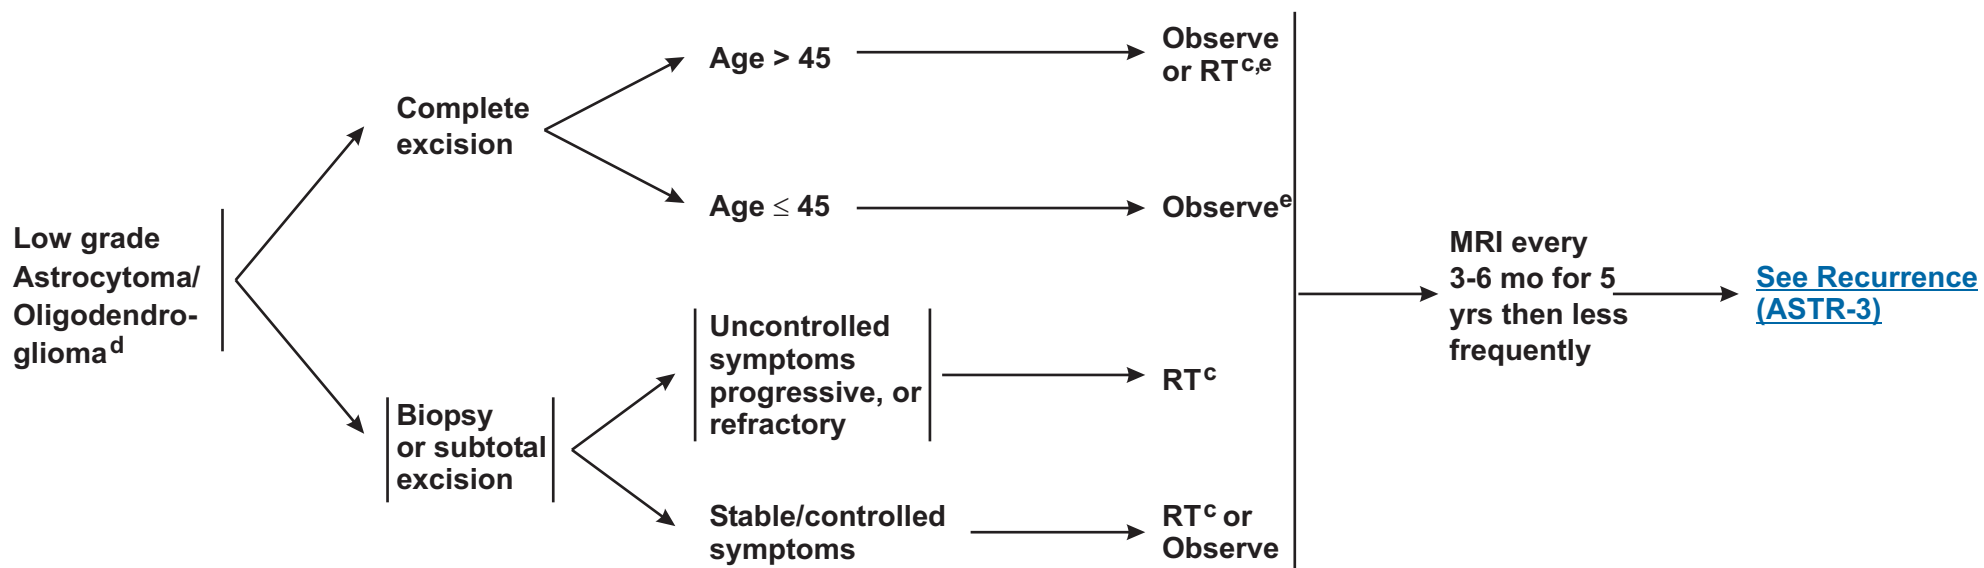 Low grade
Astrocytoma/
Oligodendro-
glioma d
Complete
excision
Age > 45
Observe
or RT c,e
Age ≤ 45
Observe e
Biopsy
or subtotal
excision
Uncontrolled
symptoms
progressive, or
refractory
RT c
Stable/controlled
symptoms
RT c or
Observe
MRI every
3-6 mo for 5
yrs then less
frequently
See Recurrence
(ASTR-3)